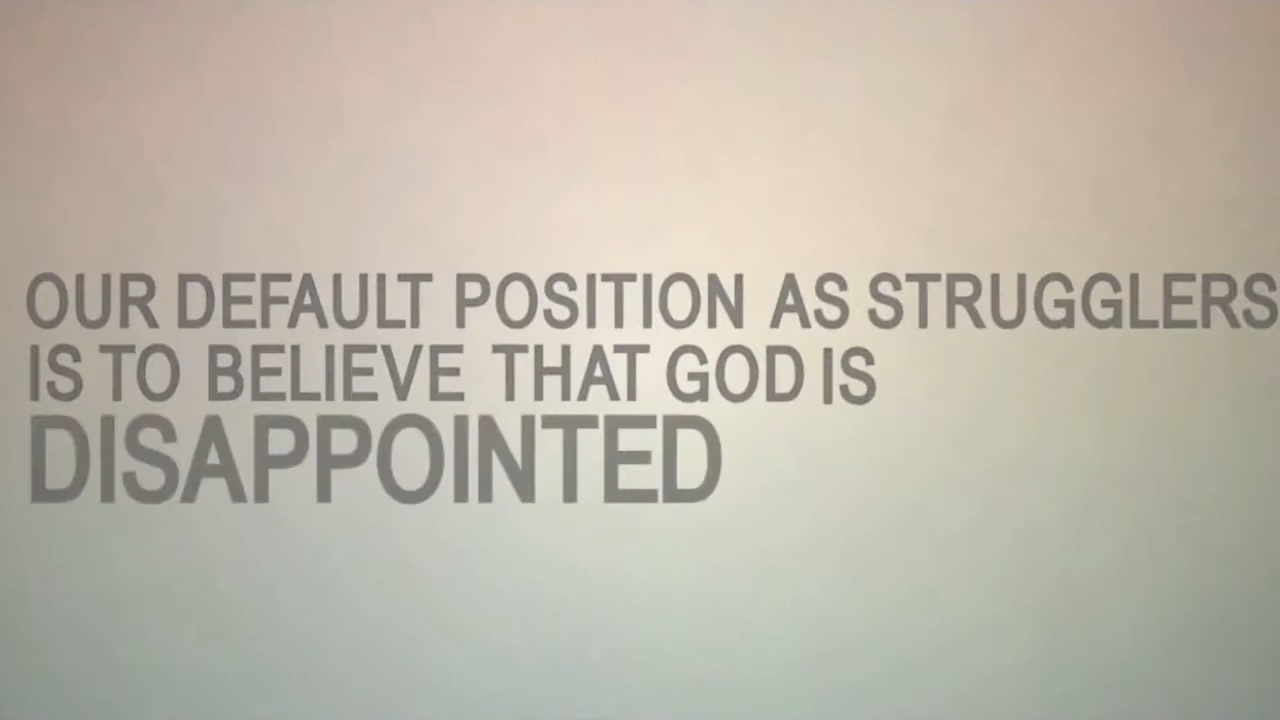 OUR DEFAULT POSITION AS STRUGGLERS
IS TO BELIEVE THAT GOD IS
DISAPPOINTED